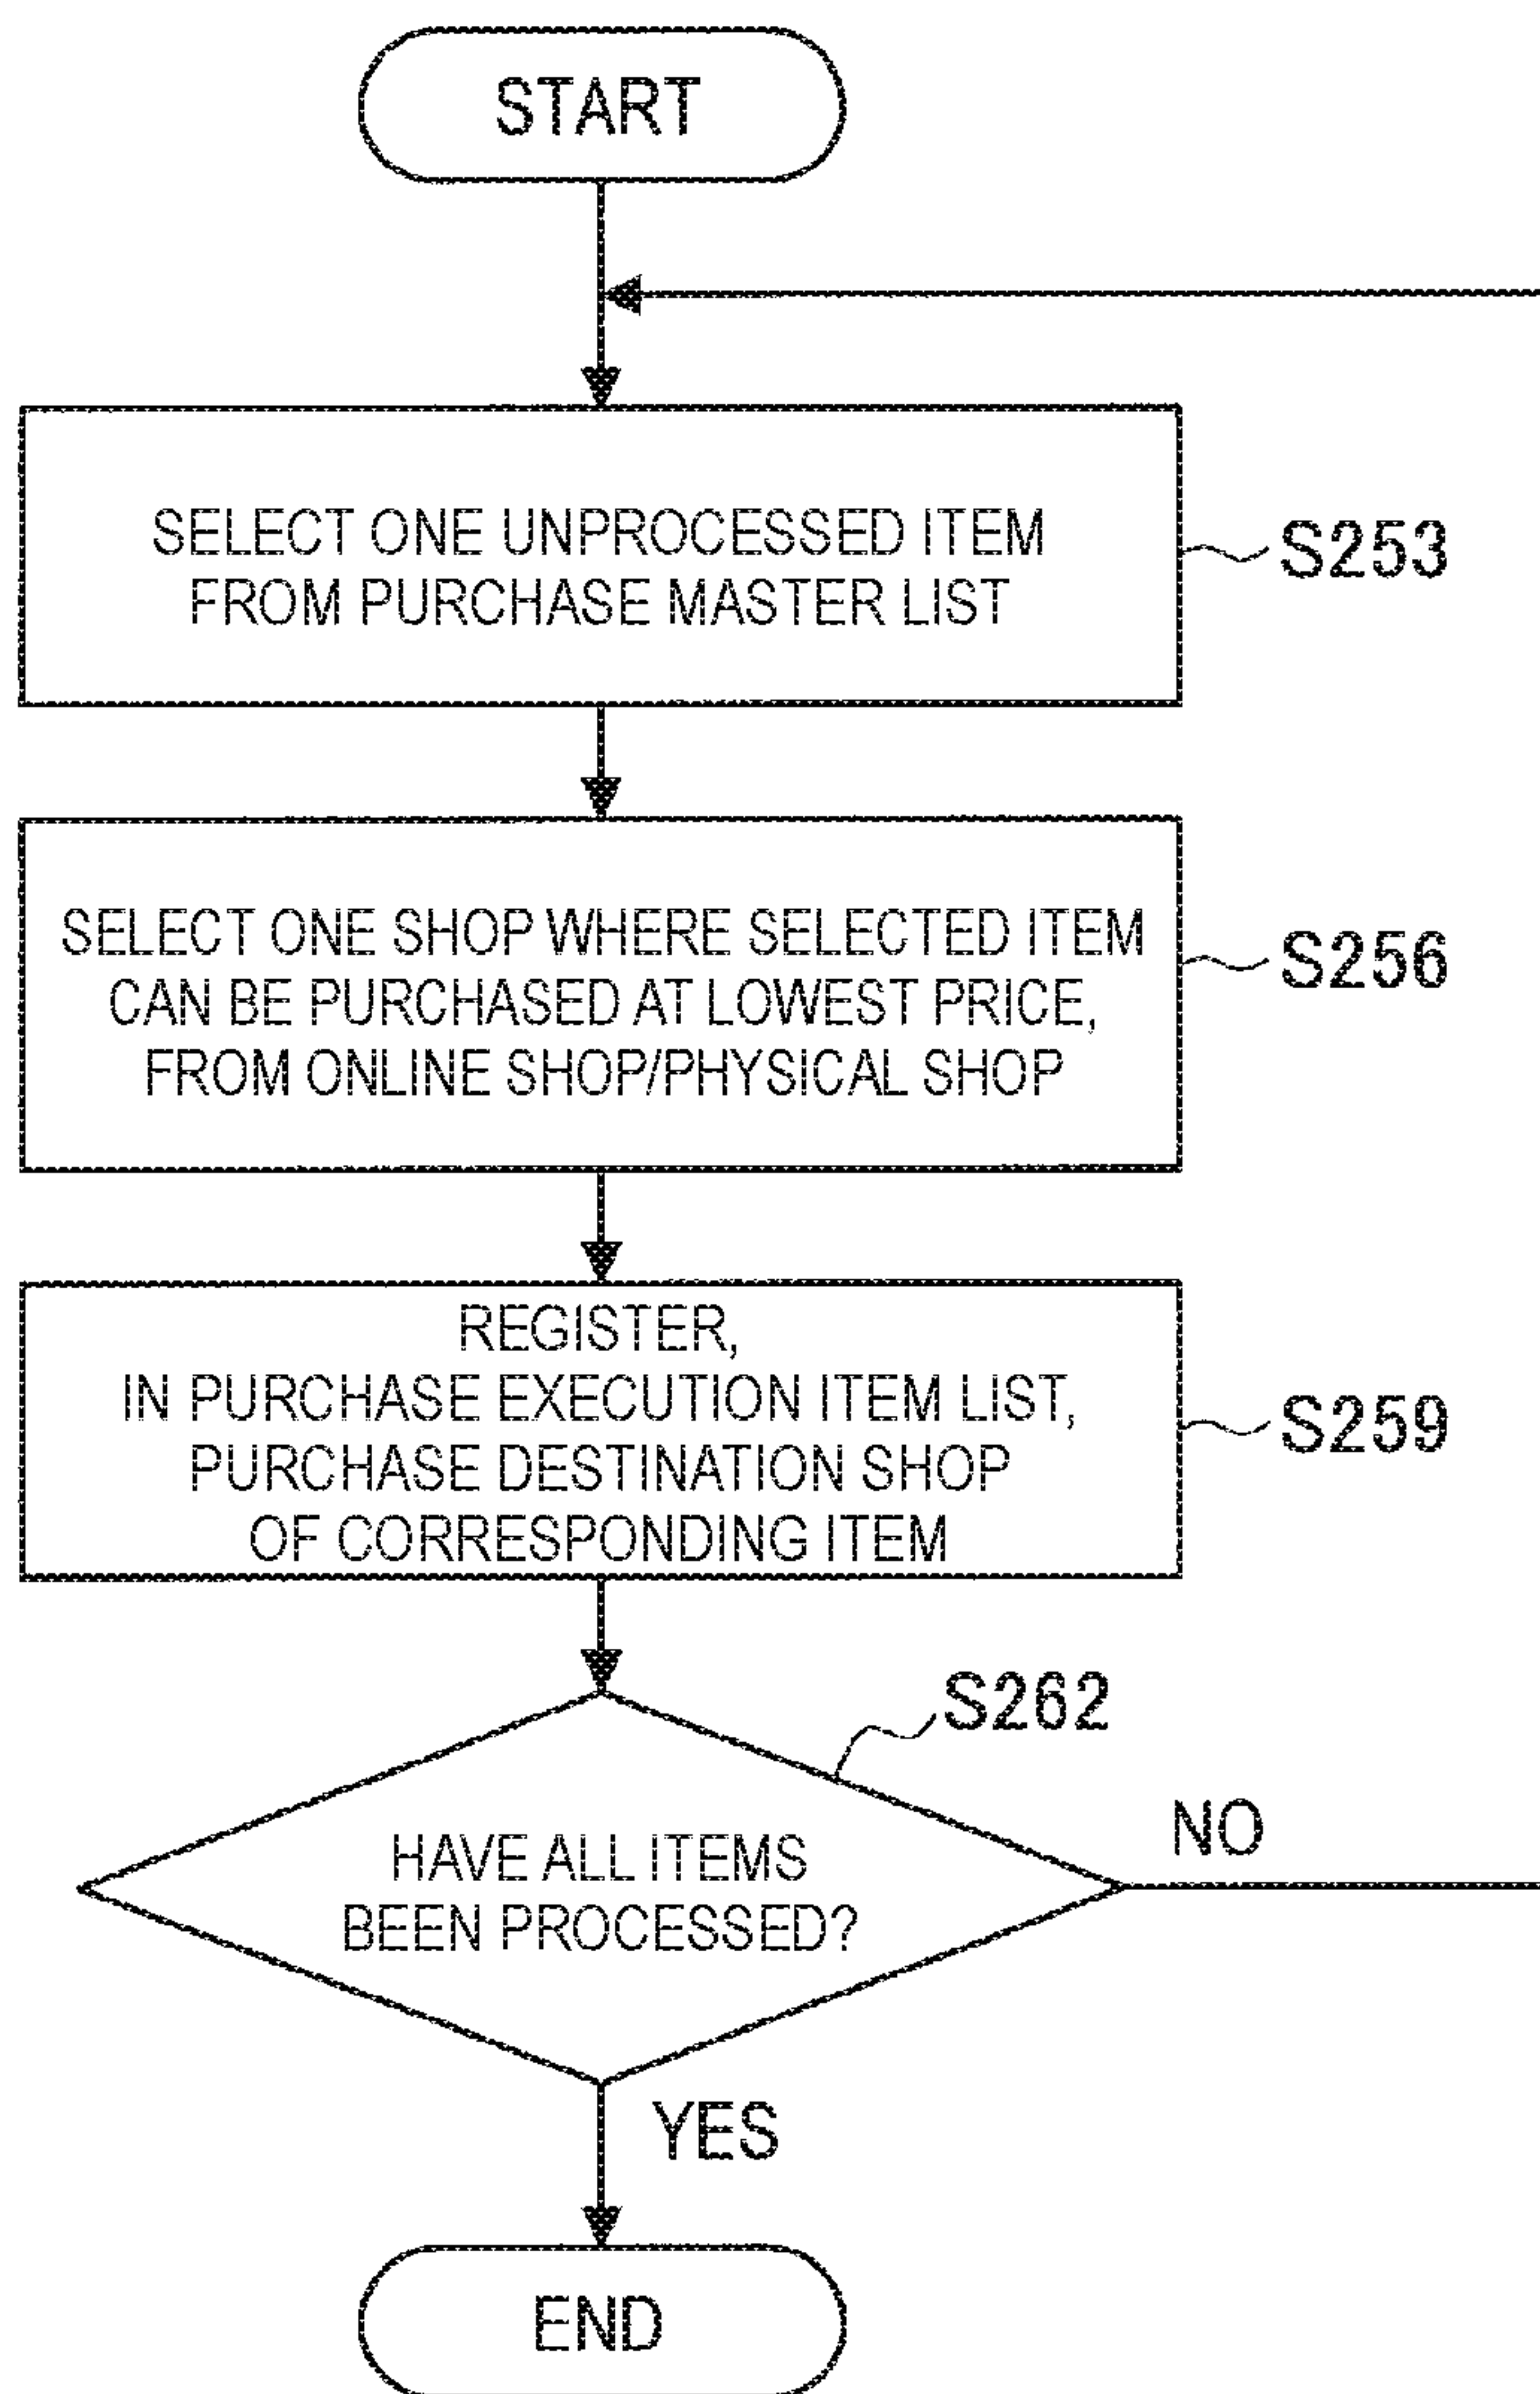 START
SELECT ONE UNPROCESSED ITEM
FROM PURCHASE MASTER LIST
S253
SELECT ONE SHOP WHERE SELECTED ITEM
CAN BE PURCHASED AT LOWEST PRICE,
FROM ONLINE SHOP/PHYSICAL SHOP
S256
REGISTER,
IN PURCHASE EXECUTION ITEM LIST,
PURCHASE DESTINATION SHOP
OF CORRESPONDING ITEM
S259
S262
HAVE ALL ITEMS
BEEN PROCESSED?
NO
YES
END